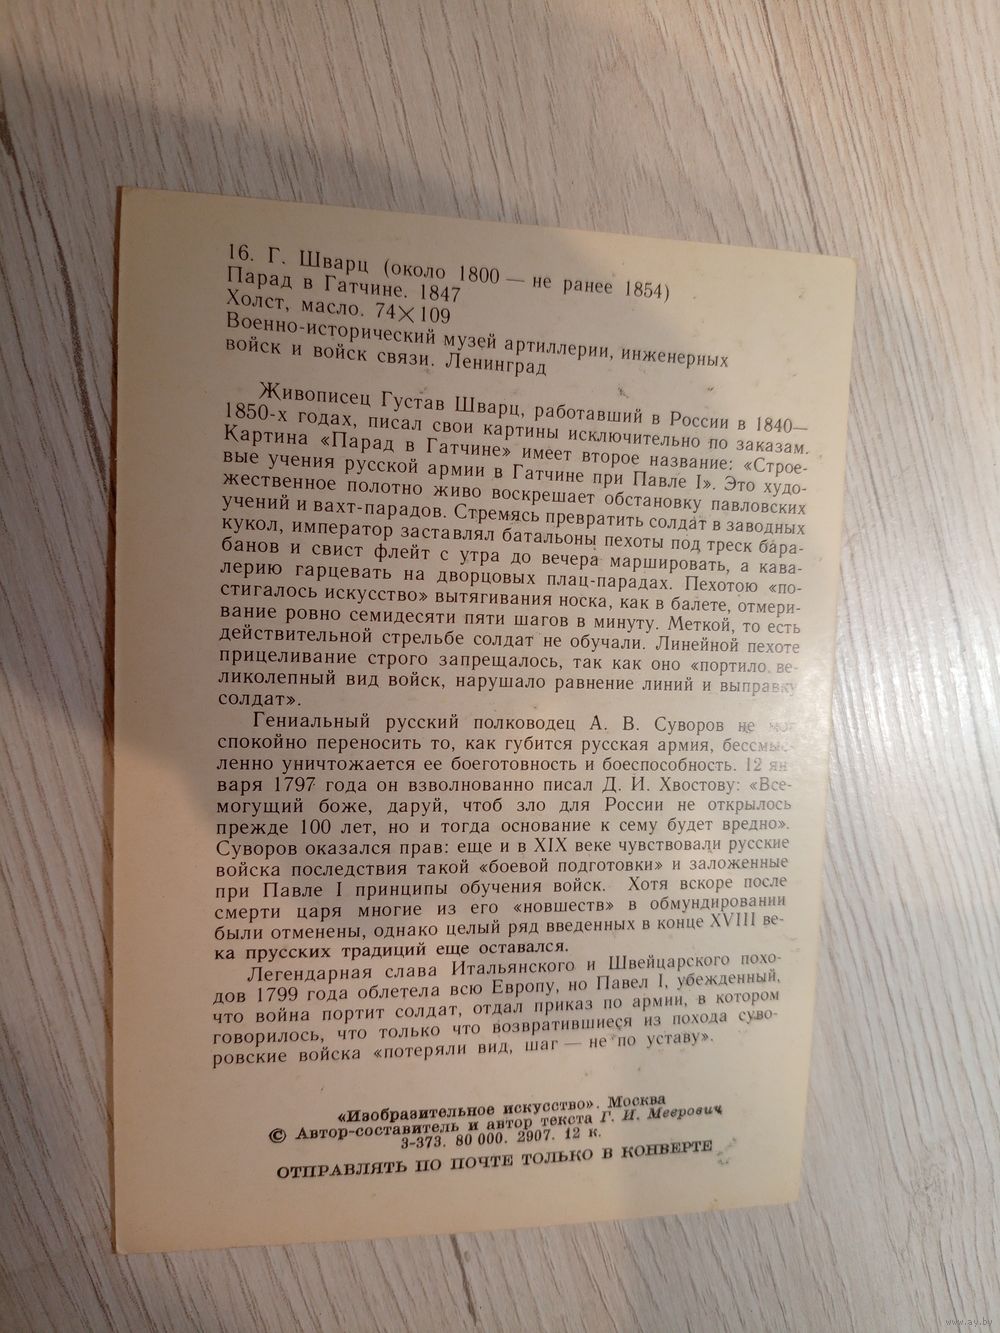 16. Г. Шварц (около 1800 — не ранее 1854)
Парад в Гатчине. 1847
Холст, масло. 74×109
Военно-исторический музей артиллерии, инженерных
войск и войск связи. Ленинград
Живописец Густав Шварц, работавший в России в 1840—
1850-х годах, писал свои картины исключительно по заказам.
Картина «Парад в Гатчине» имеет второе название: «Строе-
вые учения русской армии в Гатчине при Павле I». Это худо-
жественное полотно живо воскрешает обстановку павловских
учений и вахт-парадов. Стремясь превратить солдат в заводных
кукол, император заставлял батальоны пехоты под треск бара-
банов и свист флейт с утра до вечера маршировать, а кава-
лерию гарцевать на дворцовых плац-парадах. Пехотою «по-
стигалось искусство» вытягивания носка, как в балете, отмери-
вание ровно семидесяти пяти шагов в минуту. Меткой, то есть
действительной стрельбе солдат не обучали. Линейной пехоте
прицеливание строго запрещалось, так как оно «портило ве-
ликолепный вид войск, нарушало равнение линий и выправку
солдат».
Гениальный русский полководец А. В. Суворов не мог
спокойно переносить то, как губится русская армия, бессмыс-
ленно уничтожается ее боеготовность и боеспособность. 12 ян-
варя 1797 года он взволнованно писал Д. И. Хвостову: «Все-
могущий боже, даруй, чтоб зло для России не открылось
прежде 100 лет, но и тогда основание к сему будет вредно».
Суворов оказался прав: еще и в XIX веке чувствовали русские
войска последствия такой «боевой подготовки» и заложенные
при Павле I принципы обучения войск. Хотя вскоре после
смерти царя многие из его «новшеств» в обмундировании
были отменены, однако целый ряд введенных в конце XVIII ве-
ка прусских традиций еще оставался.
Легендарная слава Итальянского и Швейцарского похо-
дов 1799 года облетела всю Европу, но Павел I, убежденный,
что война портит солдат, отдал приказ по армии, в котором
говорилось, что только что возвратившиеся из похода суво-
ровские войска «потеряли вид, шаг — не по уставу».
«Изобразительное искусство». Москва
© Автор-составитель и автор текста Г. И. Меерович
3-373. 80 000. 2907. 12 к.
ОТПРАВЛЯТЬ ПО ПОЧТЕ ТОЛЬКО В КОНВЕРТЕ
www.ay.by